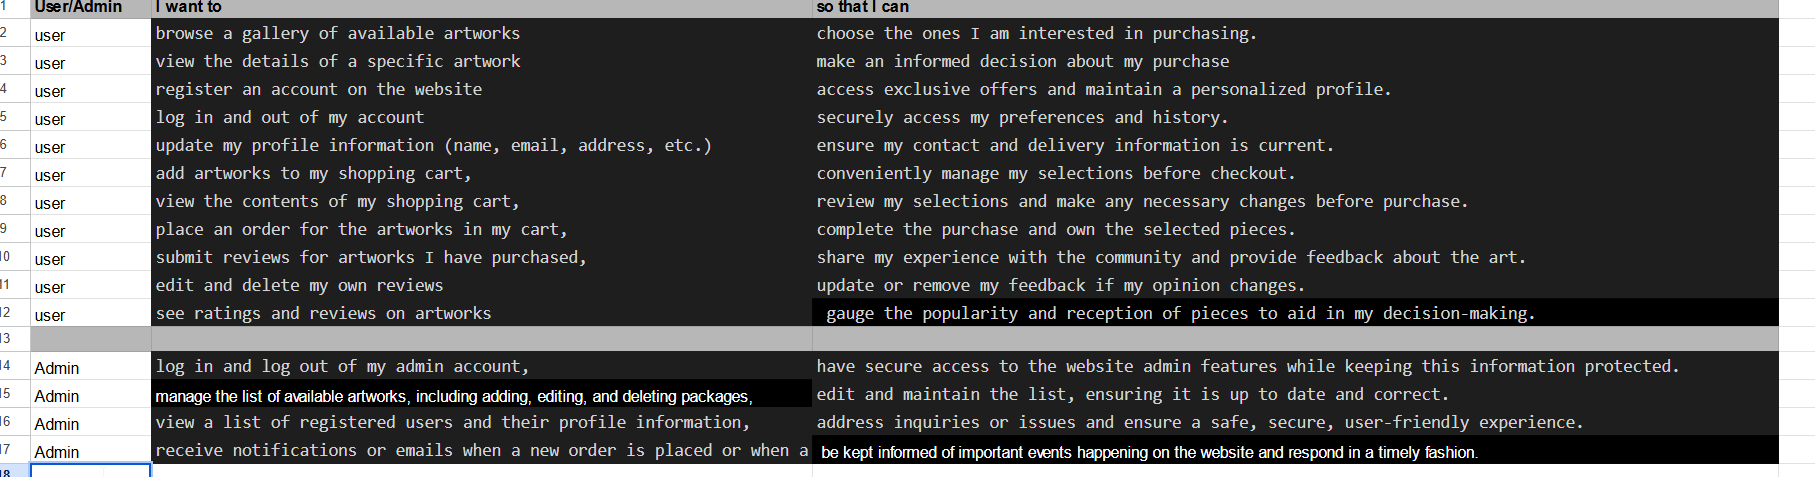 1 User/Admin I want to so that I can
2 user browse a gallery of available artworks choose the ones I am interested in purchasing.
3 user view the details of a specific artwork make an informed decision about my purchase
4 user register an account on the website access exclusive offers and maintain a personalized profile.
5 user log in and out of my account securely access my preferences and history.
6 user update my profile information (name, email, address, etc.) ensure my contact and delivery information is current.
7 user add artworks to my shopping cart, conveniently manage my selections before checkout.
8 user view the contents of my shopping cart, review my selections and make any necessary changes before purchase.
9 user place an order for the artworks in my cart, complete the purchase and own the selected pieces.
10 user submit reviews for artworks I have purchased, share my experience with the community and provide feedback about the art.
11 user edit and delete my own reviews update or remove my feedback if my opinion changes.
12 user see ratings and reviews on artworks gauge the popularity and reception of pieces to aid in my decision-making.
13
14 Admin log in and log out of my admin account, have secure access to the website admin features while keeping this information protected.
15 Admin manage the list of available artworks, including adding, editing, and deleting packages, edit and maintain the list, ensuring it is up to date and correct.
16 Admin view a list of registered users and their profile information, address inquiries or issues and ensure a safe, secure, user-friendly experience.
17 Admin receive notifications or emails when a new order is placed or when a be kept informed of important events happening on the website and respond in a timely fashion.
18